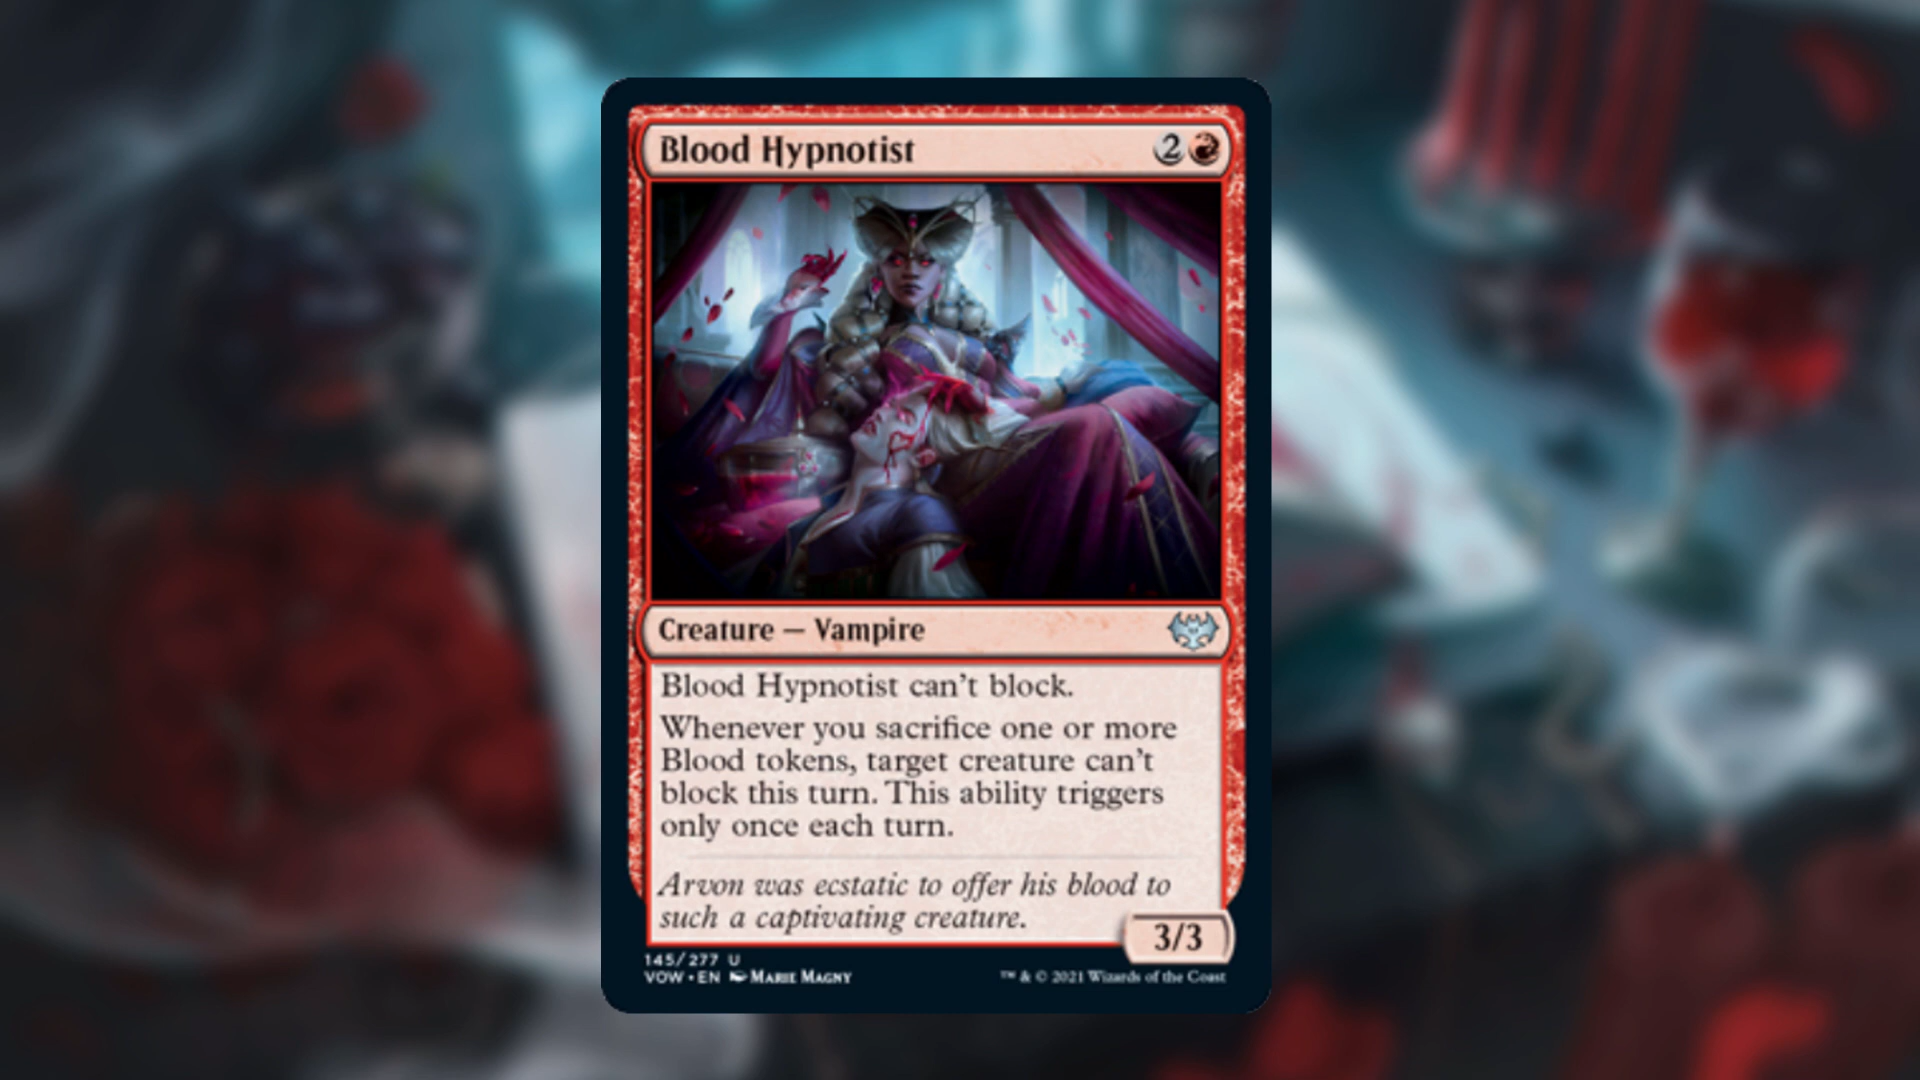 Blood Hypnotist 2
Creature — Vampire
Blood Hypnotist can't block.
Whenever you sacrifice one or more
Blood tokens, target creature can't
block this turn. This ability triggers
only once each turn.
Arvon was ecstatic to offer his blood to
such a captivating creature.
3/3
145/277 U
VOW • EN MARIE MAGNY
™ & © 2021 Wizards of the Coast